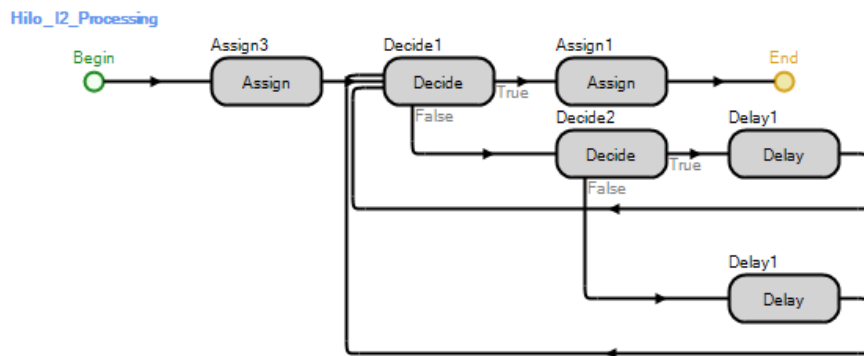 Hilo_I2_Processing
Begin
Assign3
Assign
Decide1
Decide
True
False
Assign1
Assign
End
Decide2
Decide
True
False
Delay1
Delay
Delay1
Delay